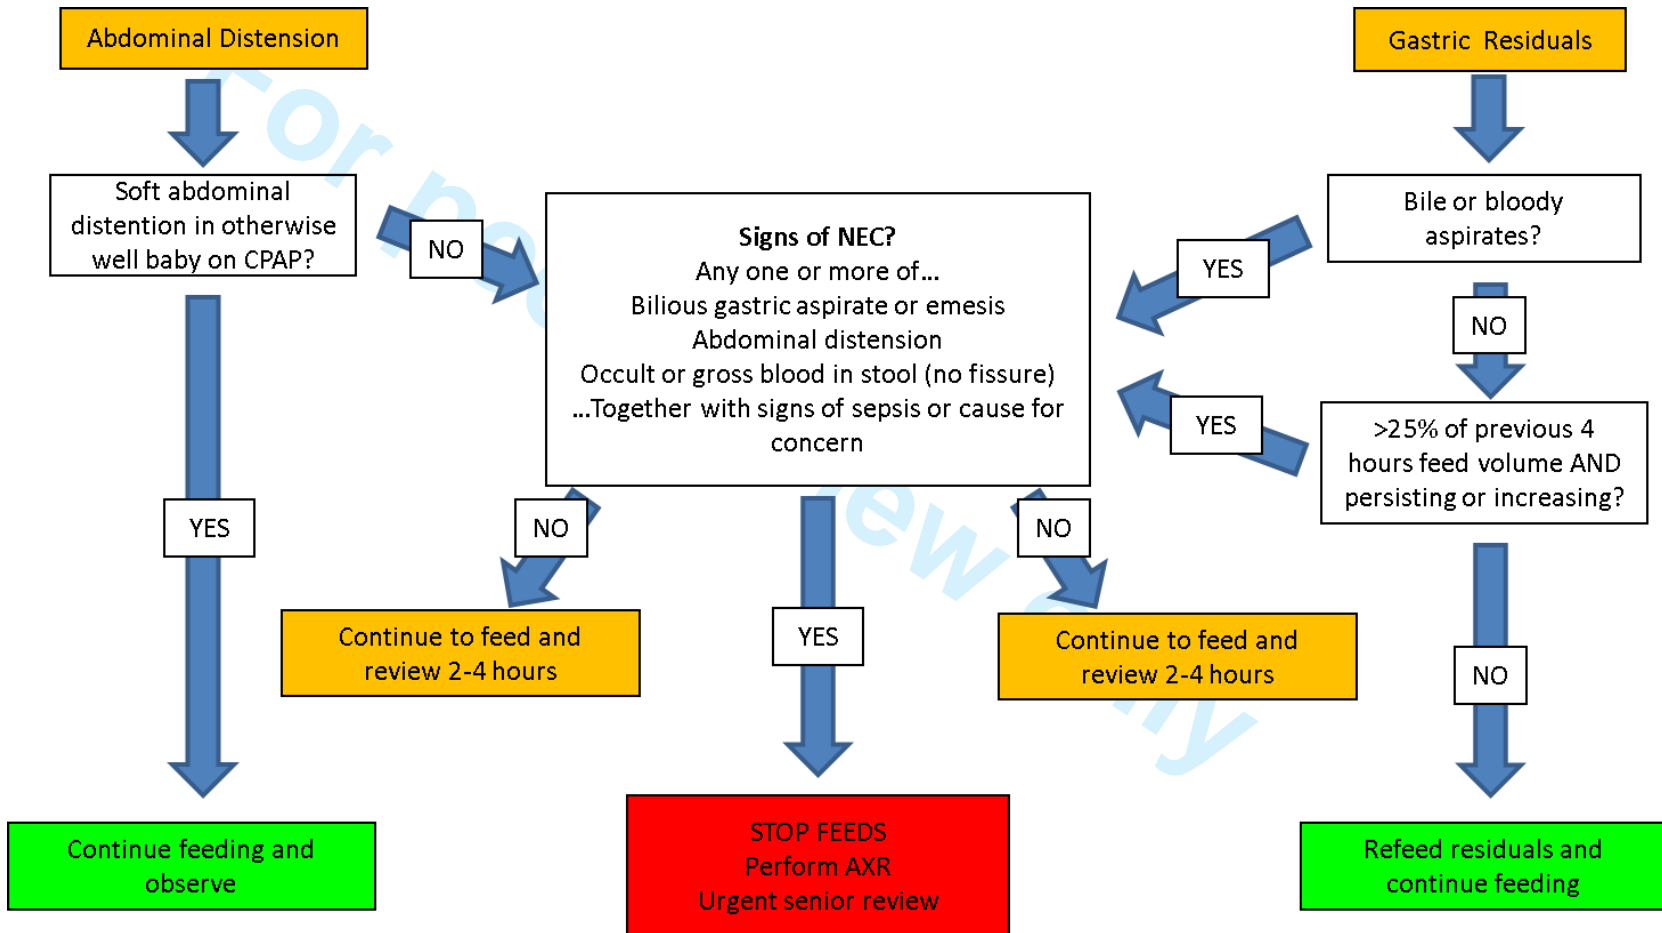 Abdominal Distension
Gastric Residuals
Soft abdominal
distention in otherwise
well baby on CPAP?
NO
Signs of NEC?
Any one or more of...
Bilious gastric aspirate or emesis
Abdominal distension
Occult or gross blood in stool (no fissure)
...Together with signs of sepsis or cause for
concern
YES
Bile or bloody
aspirates?
NO
YES
>25% of previous 4
hours feed volume AND
persisting or increasing?
YES
NO
NO
Continue to feed and
review 2-4 hours
YES
Continue to feed and
review 2-4 hours
NO
Continue feeding and
observe
STOP FEEDS
Perform AXR
Urgent senior review
Refeed residuals and
continue feeding
For